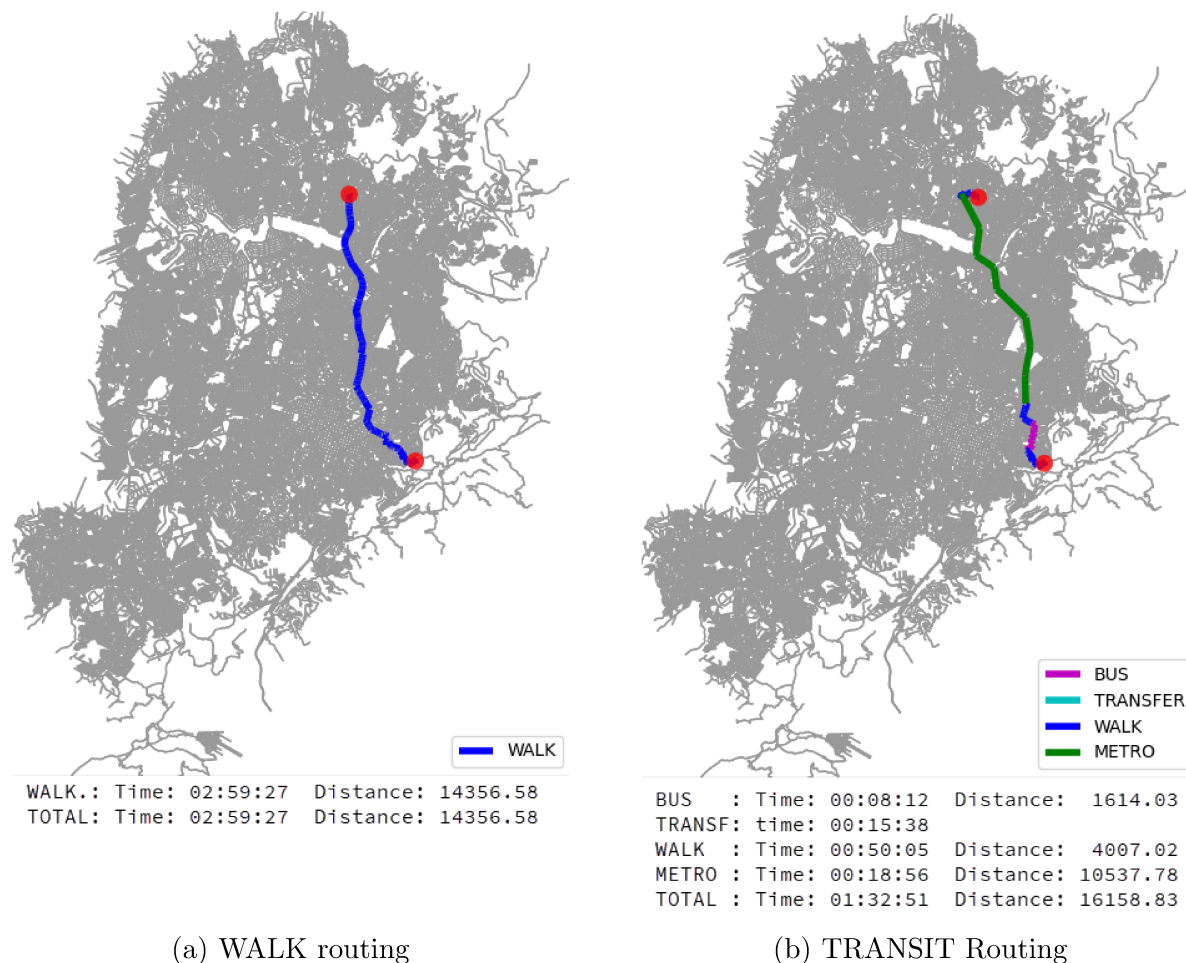 WALK
WALK.: Time: 02:59:27 Distance: 14356.58
TOTAL: Time: 02:59:27 Distance: 14356.58
(a) WALK routing
BUS
TRANSFER
WALK
METRO
BUS : Time: 00:08:12 Distance: 1614.03
TRANSF: time: 00:15:38
WALK : Time: 00:50:05 Distance: 4007.02
METRO : Time: 00:18:56 Distance: 10537.78
TOTAL : Time: 01:32:51 Distance: 16158.83
(b) TRANSIT Routing